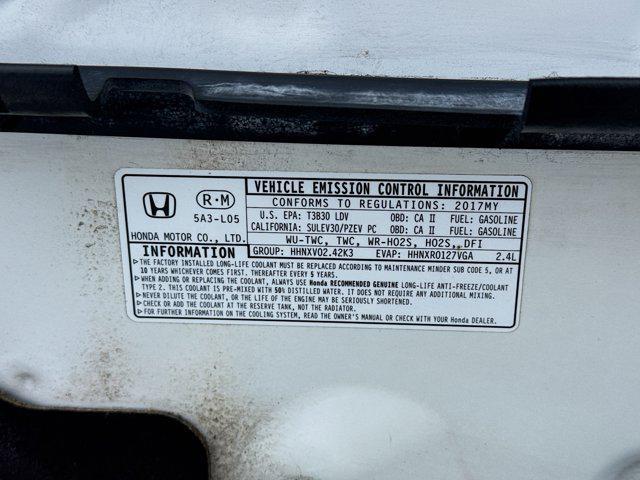 VEHICLE EMISSION CONTROL INFORMATION
R·M
CONFORMS TO REGULATIONS: 2017MY
5A3-L05
U.S. EPA: T3B30 LDV OBD: CA II FUEL: GASOLINE
CALIFORNIA: SULEV30/PZEV PC OBD: CA II FUEL: GASOLINE
HONDA MOTOR CO., LTD.
WU-TWC, TWC, WR-HO2S, HO2S, DFI
INFORMATION
GROUP: HHNXV02.42K3 EVAP: HHNXR0127VGA 2.4L
▷THE FACTORY INSTALLED LONG-LIFE COOLANT MUST BE REPLACED ACCORDING TO MAINTENANCE MINDER SUB CODE 5, OR AT
10 YEARS WHICHEVER COMES FIRST. THEREAFTER EVERY 5 YEARS.
▷WHEN ADDING OR REPLACING THE COOLANT, ALWAYS USE Honda RECOMMENDED GENUINE LONG-LIFE ANTI-FREEZE/COOLANT
TYPE 2. THIS COOLANT IS PRE-MIXED WITH 50% DISTILLED WATER. IT DOES NOT REQUIRE ANY ADDITIONAL MIXING.
▷NEVER DILUTE THE COOLANT, OR THE LIFE OF THE ENGINE MAY BE SERIOUSLY SHORTENED.
▷CHECK OR ADD THE COOLANT AT THE RESERVE TANK, NOT THE RADIATOR.
▷FOR FURTHER INFORMATION ON THE COOLING SYSTEM, READ THE OWNER'S MANUAL OR CHECK WITH YOUR Honda DEALER.